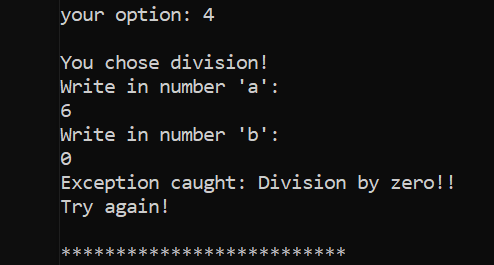 your option: 4
You chose division!
Write in number 'a':
6
Write in number 'b':
0
Exception caught: Division by zero!!
Try again!
**************************